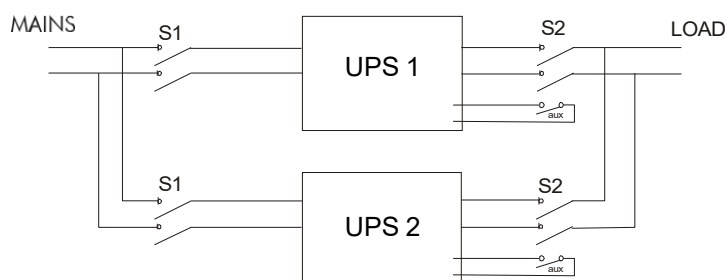 MAINS S1 S2 LOAD
UPS 1
aux
S1 S2
UPS 2
aux